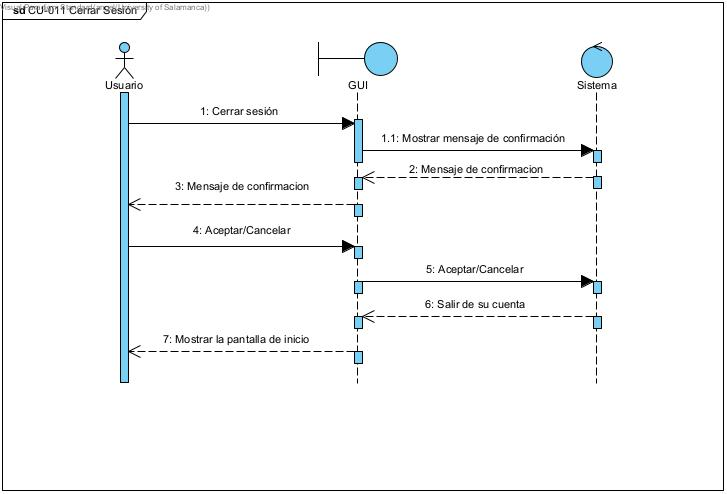 sd CU-011 Cerrar Sesión
Usuario
GUI
Sistema
1: Cerrar sesión
1.1: Mostrar mensaje de confirmación
2: Mensaje de confirmacion
3: Mensaje de confirmacion
4: Aceptar/Cancelar
5: Aceptar/Cancelar
6: Salir de su cuenta
7: Mostrar la pantalla de inicio